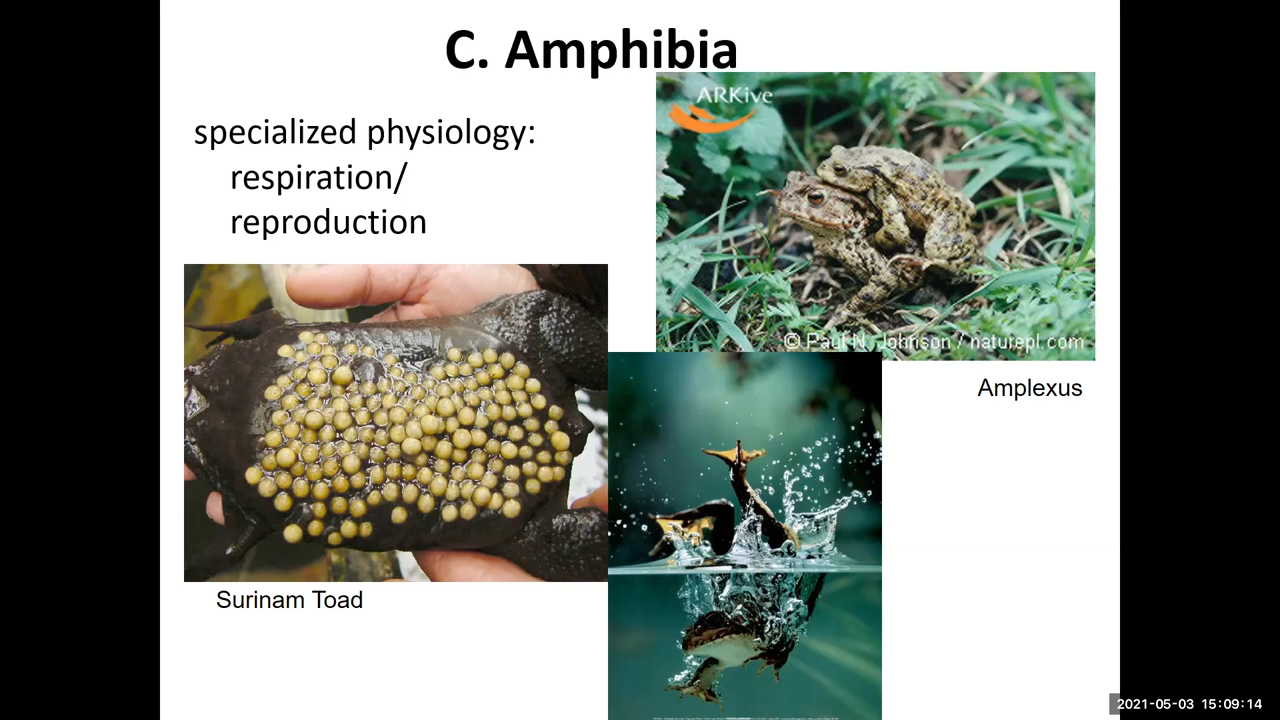 C. Amphibia
specialized physiology:
respiration/
reproduction
ARKive
© Paul N. Johnson / naturepl.com
Amplexus
Surinam Toad
2021-05-03 15:09:14